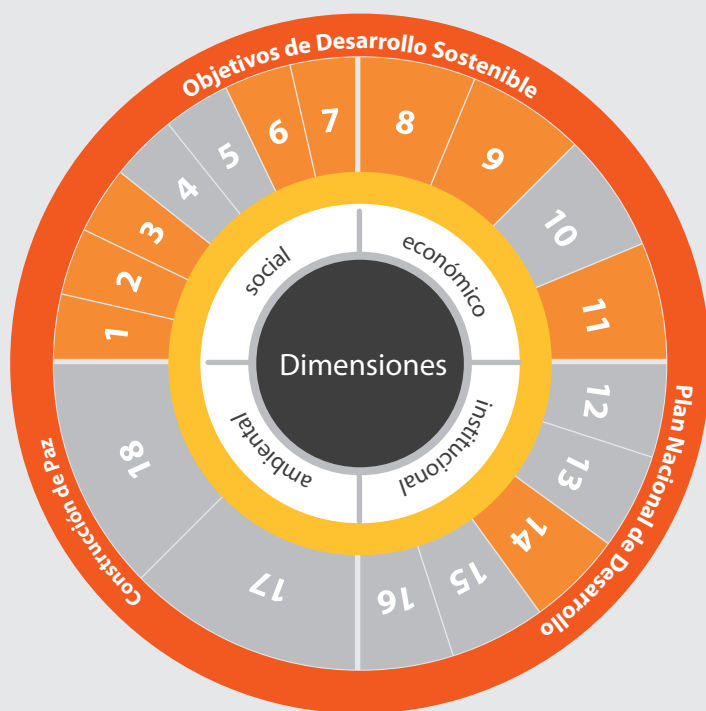 Objetivos de Desarrollo Sostenible
Plan Nacional de Desarrollo
Construcción de Paz
1
2
3
4
5
6
7
8
9
10
11
12
13
14
15
16
17
18
social
económico
institucional
ambiental
Dimensiones